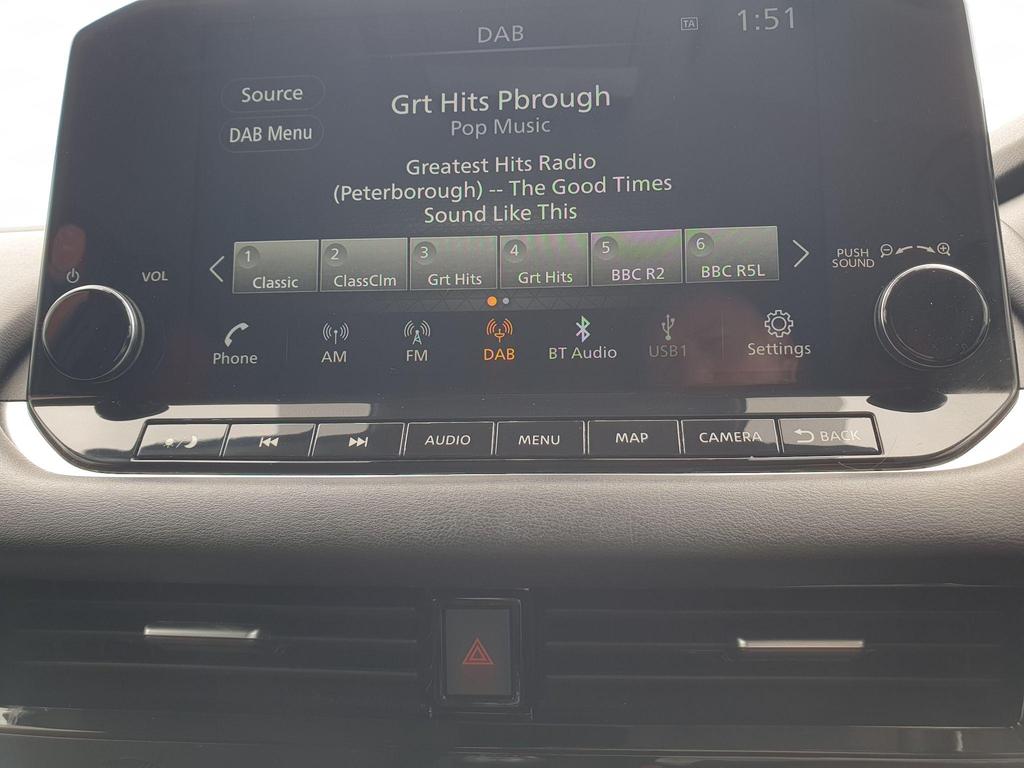 DAB
TA
1:51
Source
Grt Hits Pbrough
Pop Music
DAB Menu
Greatest Hits Radio
(Peterborough) -- The Good Times
Sound Like This
1 Classic
2 ClassClm
3 Grt Hits
4 Grt Hits
5 BBC R2
6 BBC R5L
VOL
PUSH
SOUND
Phone
AM
FM
DAB
BT Audio
USB1
Settings
AUDIO
MENU
MAP
CAMERA
BACK